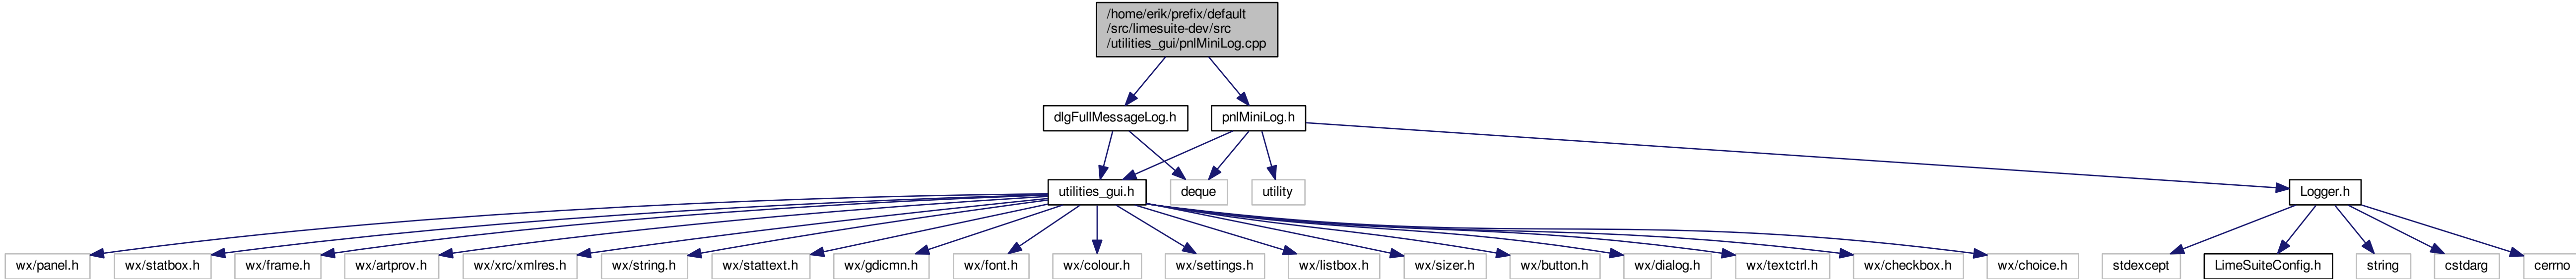 /home/erik/prefix/default
/src/limesuite-dev/src
/utilities_gui/pnlMiniLog.cpp
dlgFullMessageLog.h
pnlMiniLog.h
utilities_gui.h
deque
utility
Logger.h
wx/panel.h
wx/statbox.h
wx/frame.h
wx/artprov.h
wx/xrc/xmlres.h
wx/string.h
wx/stattext.h
wx/gdicmn.h
wx/font.h
wx/colour.h
wx/settings.h
wx/listbox.h
wx/sizer.h
wx/button.h
wx/dialog.h
wx/textctrl.h
wx/checkbox.h
wx/choice.h
stdexcept
LimeSuiteConfig.h
string
cstdarg
cerrno